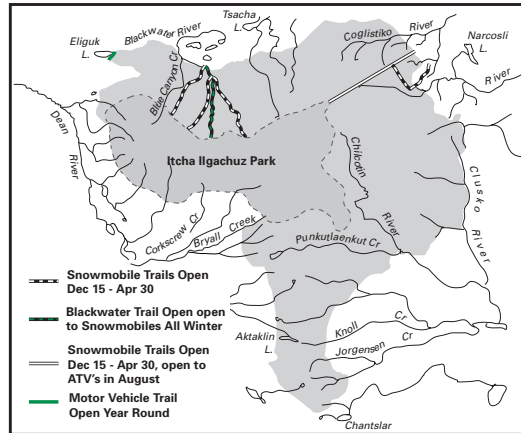 Tsacha
L.
Eliguk
L.
Blackwater River
Coglistiko River
Narcosli
L.
River
Blue Canyon Cr
Dean
River
Itcha Ilgachuz Park
Chilcotin
River
Clusko
River
Corkscrew Cr
Bryall Creek
Punkutlaenkut Cr
Snowmobile Trails Open
Dec 15 - Apr 30
Blackwater Trail Open open
to Snowmobiles All Winter
Snowmobile Trails Open
Dec 15 - Apr 30, open to
ATV's in August
Motor Vehicle Trail
Open Year Round
Aktaklin
L.
Knoll Cr
Jorgensen Cr
Chantslar